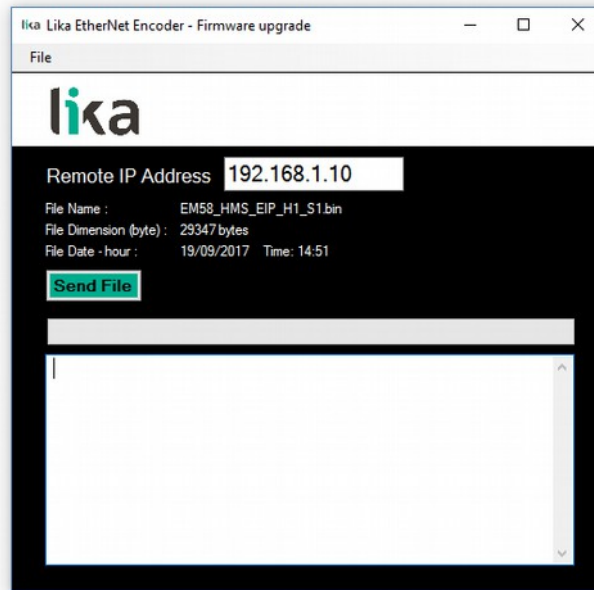 lika Lika EtherNet Encoder - Firmware upgrade
File
lika
Remote IP Address 192.168.1.10
File Name : EM58_HMS_EIP_H1_S1.bin
File Dimension (byte) : 29347 bytes
File Date - hour : 19/09/2017 Time: 14:51
Send File